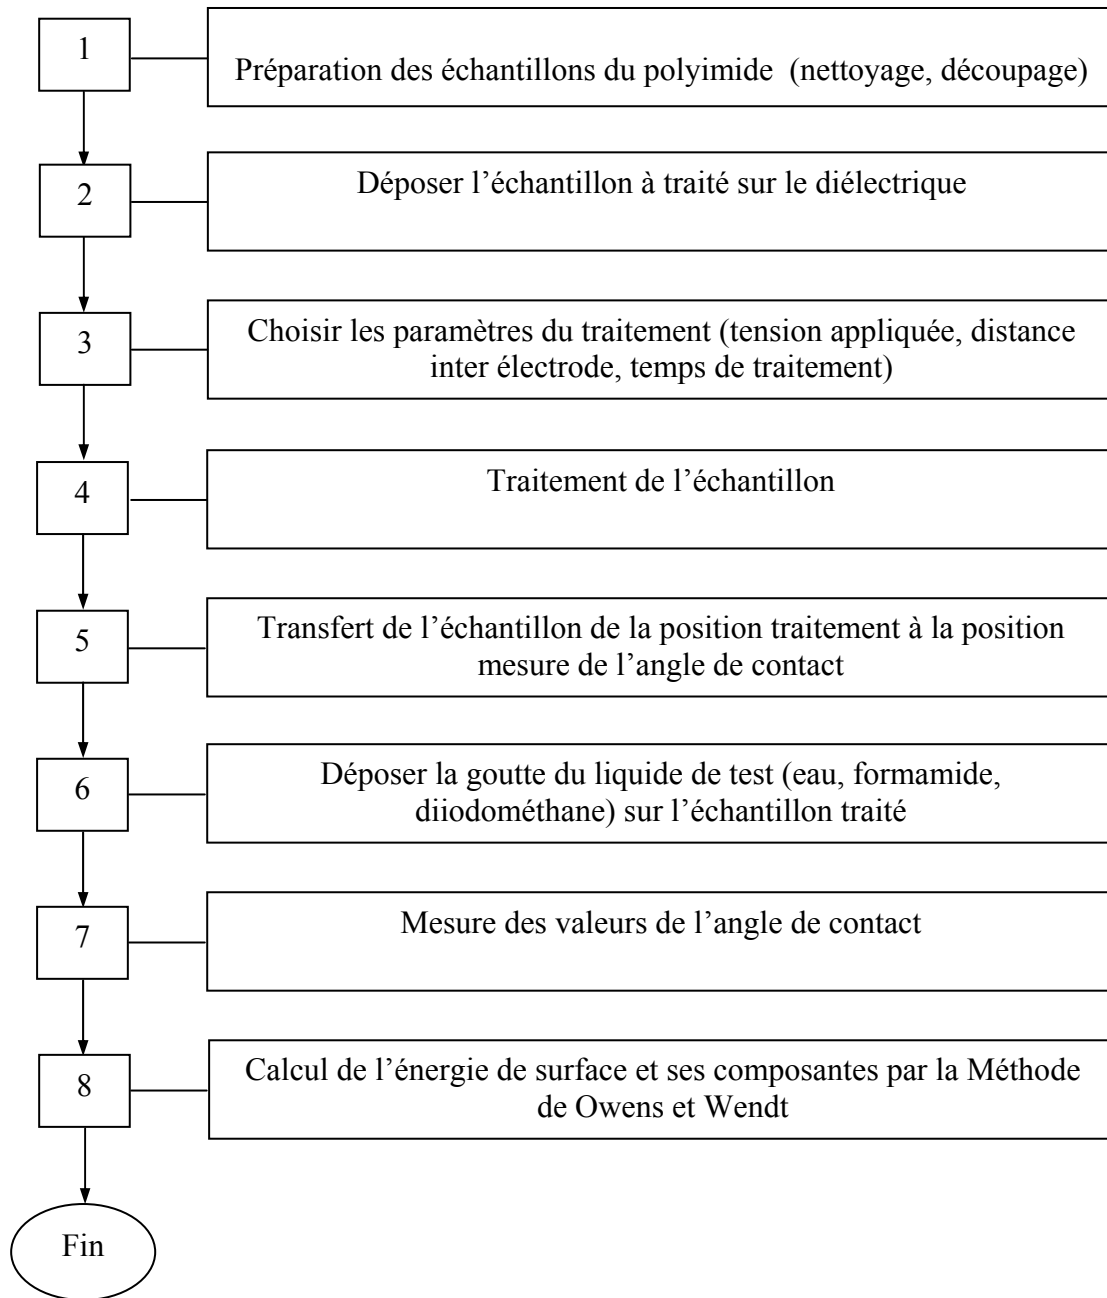 1
Préparation des échantillons du polyimide (nettoyage, découpage)
2
Déposer l’échantillon à traité sur le diélectrique
3
Choisir les paramètres du traitement (tension appliquée, distance
inter électrode, temps de traitement)
4
Traitement de l’échantillon
5
Transfert de l’échantillon de la position traitement à la position
mesure de l’angle de contact
6
Déposer la goutte du liquide de test (eau, formamide,
diiodométhane) sur l’échantillon traité
7
Mesure des valeurs de l’angle de contact
8
Calcul de l’énergie de surface et ses composantes par la Méthode
de Owens et Wendt
Fin